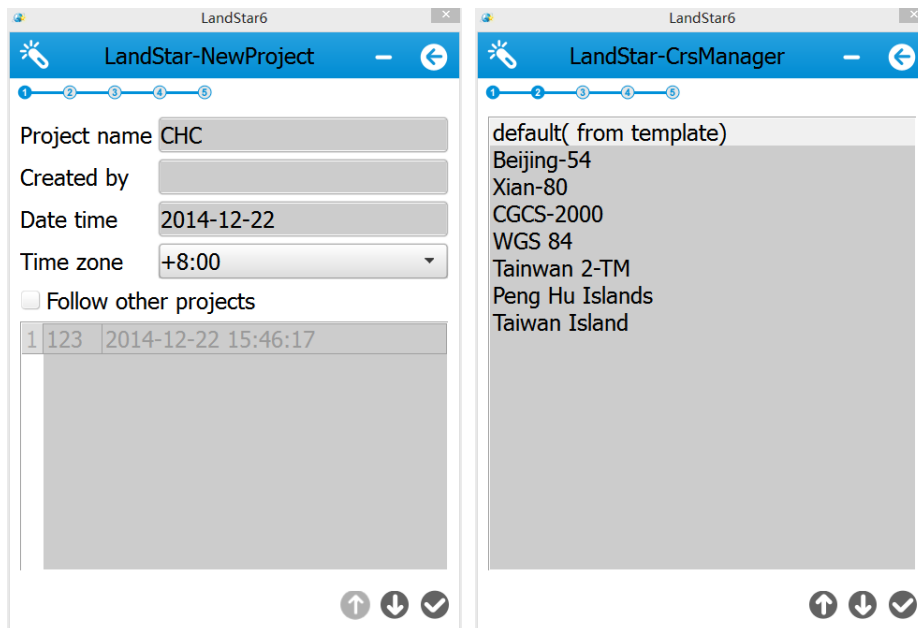 LandStar6
LandStar-NewProject
1 2 3 4 5
Project name CHC
Created by
Date time 2014-12-22
Time zone +8:00
Follow other projects
1 123 2014-12-22 15:46:17
LandStar6
LandStar-CrsManager
1 2 3 4 5
default( from template)
Beijing-54
Xian-80
CGCS-2000
WGS 84
Tainwan 2-TM
Peng Hu Islands
Taiwan Island